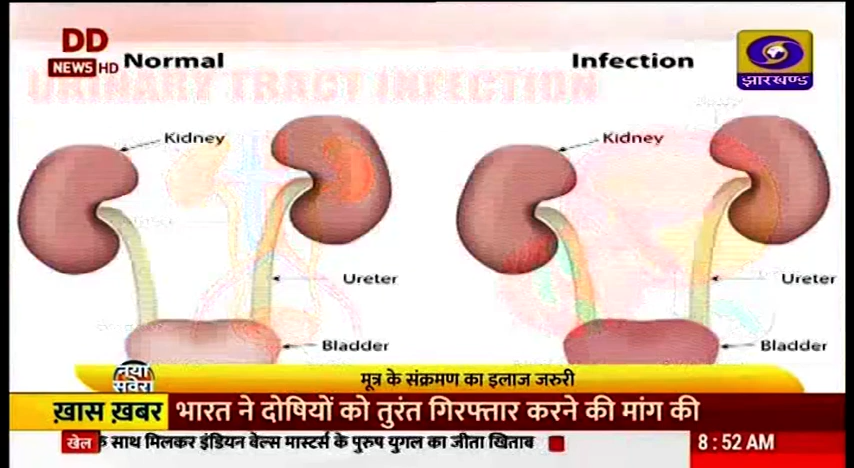 DD
NEWS HD
Normal
Infection
झारखण्ड
URINARY TRACT INFECTION
Kidney
Kidney
Ureter
Ureter
Bladder
Bladder
नया
सवेरा
मूत्र के संक्रमण का इलाज जरुरी
ख़ास ख़बर
भारत ने दोषियों को तुरंत गिरफ्तार करने की मांग की
खेल
के साथ मिलकर इंडियन वेल्स मास्टर्स के पुरुष युगल का जीता खिताब
8:52 AM